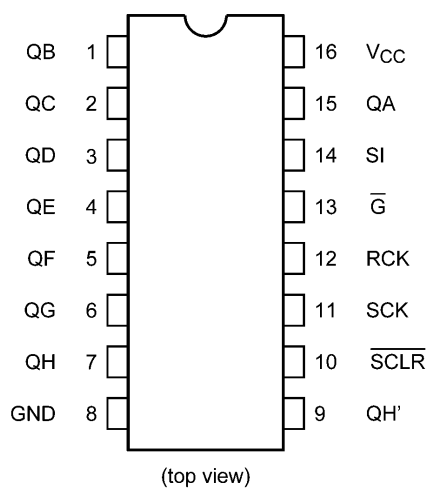 QB 1 16 VCC
QC 2 15 QA
QD 3 14 SI
QE 4 13 G̅
QF 5 12 RCK
QG 6 11 SCK
QH 7 10 S̅C̅L̅R̅
GND 8 9 QH’
(top view)